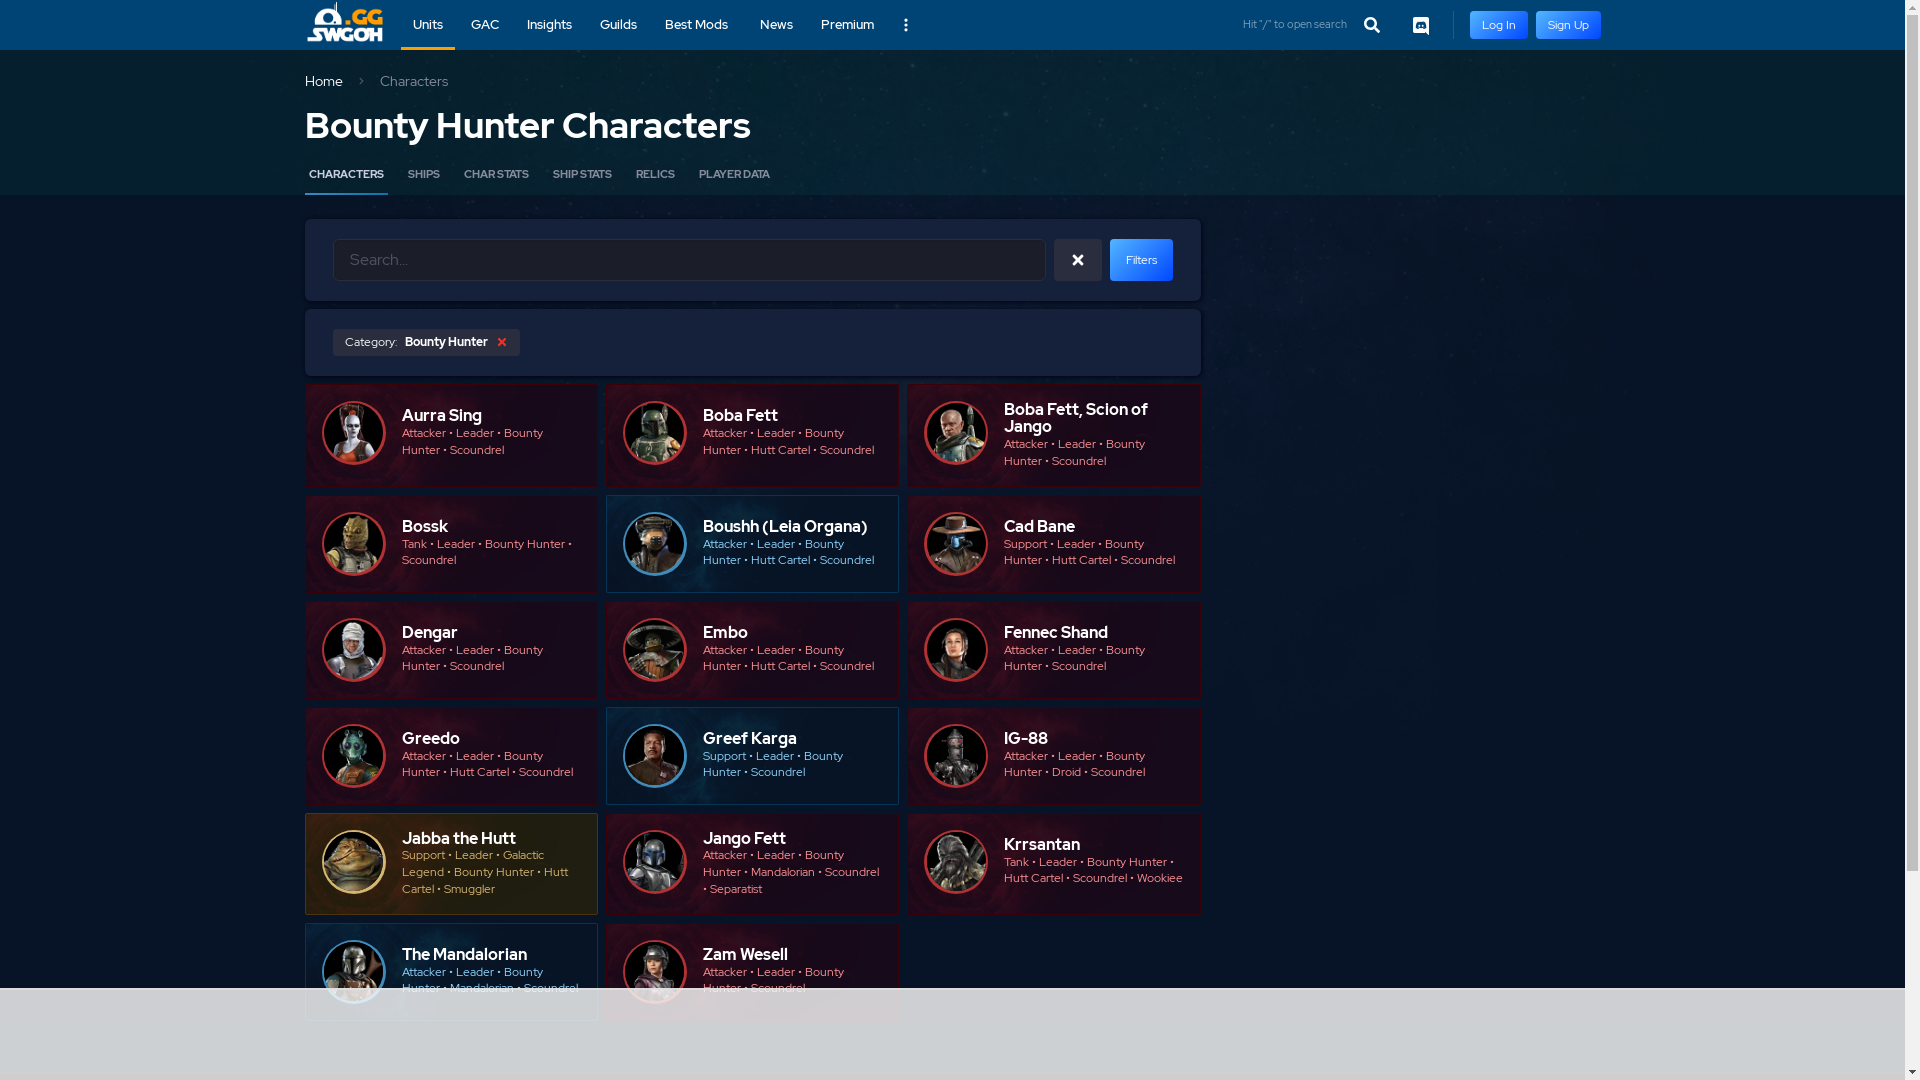 .GG
SWGOH
Units
GAC
Insights
Guilds
Best Mods
News
Premium
Hit "/" to open search
Log In
Sign Up
Home
Characters
Bounty Hunter Characters
CHARACTERS
SHIPS
CHAR STATS
SHIP STATS
RELICS
PLAYER DATA
Search...
Filters
Category: Bounty Hunter
Aurra Sing
Attacker • Leader • Bounty
Hunter • Scoundrel
Boba Fett
Attacker • Leader • Bounty
Hunter • Hutt Cartel • Scoundrel
Boba Fett, Scion of
Jango
Attacker • Leader • Bounty
Hunter • Scoundrel
Bossk
Tank • Leader • Bounty Hunter •
Scoundrel
Boushh (Leia Organa)
Attacker • Leader • Bounty
Hunter • Hutt Cartel • Scoundrel
Cad Bane
Support • Leader • Bounty
Hunter • Hutt Cartel • Scoundrel
Dengar
Attacker • Leader • Bounty
Hunter • Scoundrel
Embo
Attacker • Leader • Bounty
Hunter • Hutt Cartel • Scoundrel
Fennec Shand
Attacker • Leader • Bounty
Hunter • Scoundrel
Greedo
Attacker • Leader • Bounty
Hunter • Hutt Cartel • Scoundrel
Greef Karga
Support • Leader • Bounty
Hunter • Scoundrel
IG-88
Attacker • Leader • Bounty
Hunter • Droid • Scoundrel
Jabba the Hutt
Support • Leader • Galactic
Legend • Bounty Hunter • Hutt
Cartel • Smuggler
Jango Fett
Attacker • Leader • Bounty
Hunter • Mandalorian • Scoundrel
• Separatist
Krrsantan
Tank • Leader • Bounty Hunter •
Hutt Cartel • Scoundrel • Wookiee
The Mandalorian
Attacker • Leader • Bounty
Hunter • Mandalorian • Scoundrel
Zam Wesell
Attacker • Leader • Bounty
Hunter • Scoundrel